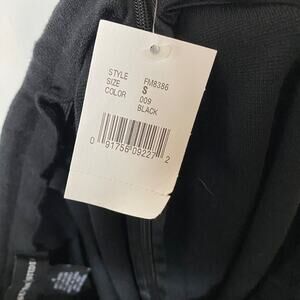 STYLE FM8386
SIZE S
COLOR 009
BLACK
0 91756 09227 2